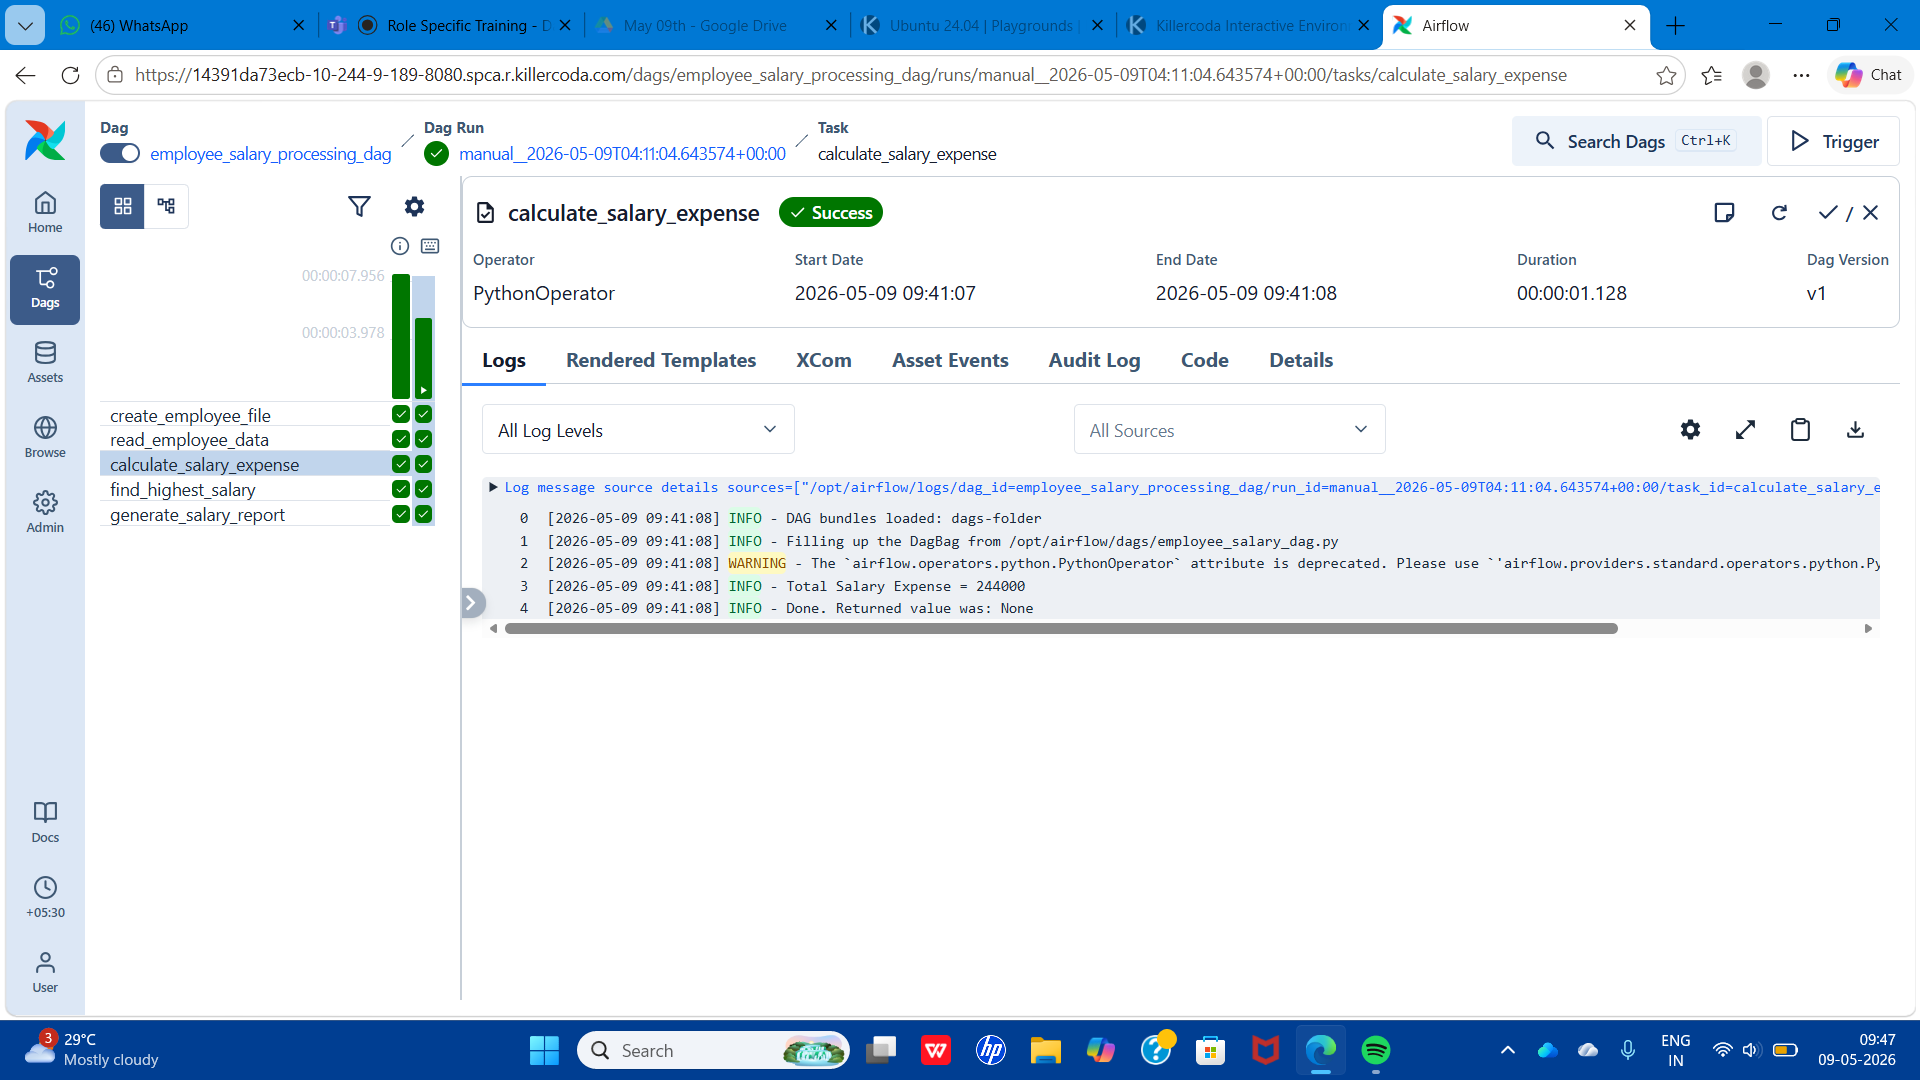 (46) WhatsApp
Role Specific Training - D
May 09th - Google Drive
Ubuntu 24.04 | Playgrounds |
Killercoda Interactive Environ
Airflow
https://14391da73ecb-10-244-9-189-8080.spca.r.killercoda.com/dags/employee_salary_processing_dag/runs/manual__2026-05-09T04:11:04.643574+00:00/tasks/calculate_salary_expense
Chat
Dag
employee_salary_processing_dag
Dag Run
manual__2026-05-09T04:11:04.643574+00:00
Task
calculate_salary_expense
Search Dags Ctrl+K
Trigger
Home
Dags
Assets
Browse
Admin
Docs
+05:30
User
00:00:07.956
00:00:03.978
create_employee_file
read_employee_data
calculate_salary_expense
find_highest_salary
generate_salary_report
calculate_salary_expense
Success
/
Operator
PythonOperator
Start Date
2026-05-09 09:41:07
End Date
2026-05-09 09:41:08
Duration
00:00:01.128
Dag Version
v1
Logs
Rendered Templates
XCom
Asset Events
Audit Log
Code
Details
All Log Levels
All Sources
Log message source details sources=["/opt/airflow/logs/dag_id=employee_salary_processing_dag/run_id=manual__2026-05-09T04:11:04.643574+00:00/task_id=calculate_salary_e
0 [2026-05-09 09:41:08] INFO - DAG bundles loaded: dags-folder
1 [2026-05-09 09:41:08] INFO - Filling up the DagBag from /opt/airflow/dags/employee_salary_dag.py
2 [2026-05-09 09:41:08] WARNING - The `airflow.operators.python.PythonOperator` attribute is deprecated. Please use `'airflow.providers.standard.operators.python.Py
3 [2026-05-09 09:41:08] INFO - Total Salary Expense = 244000
4 [2026-05-09 09:41:08] INFO - Done. Returned value was: None
3
29°C
Mostly cloudy
Search
W
hp
ENG
IN
09:47
09-05-2026